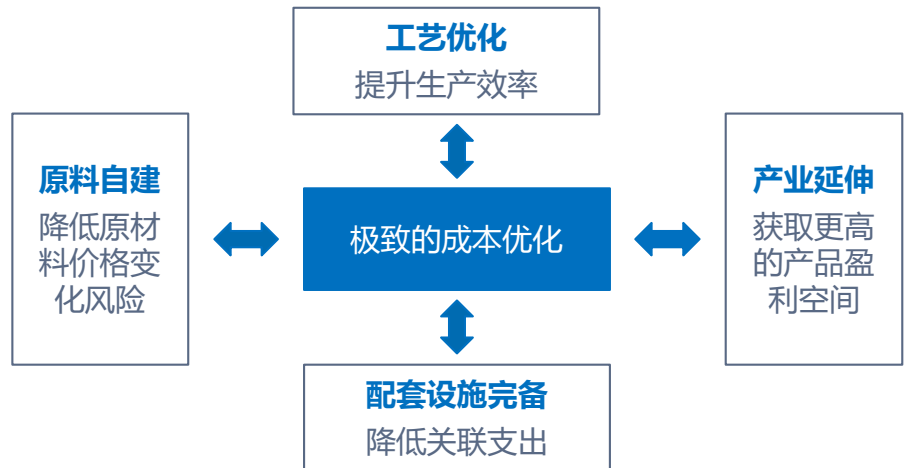 工艺优化
提升生产效率
原料自建
降低原材
料价格变
化风险
极致的成本优化
产业延伸
获取更高
的产品盈
利空间
配套设施完备
降低关联支出